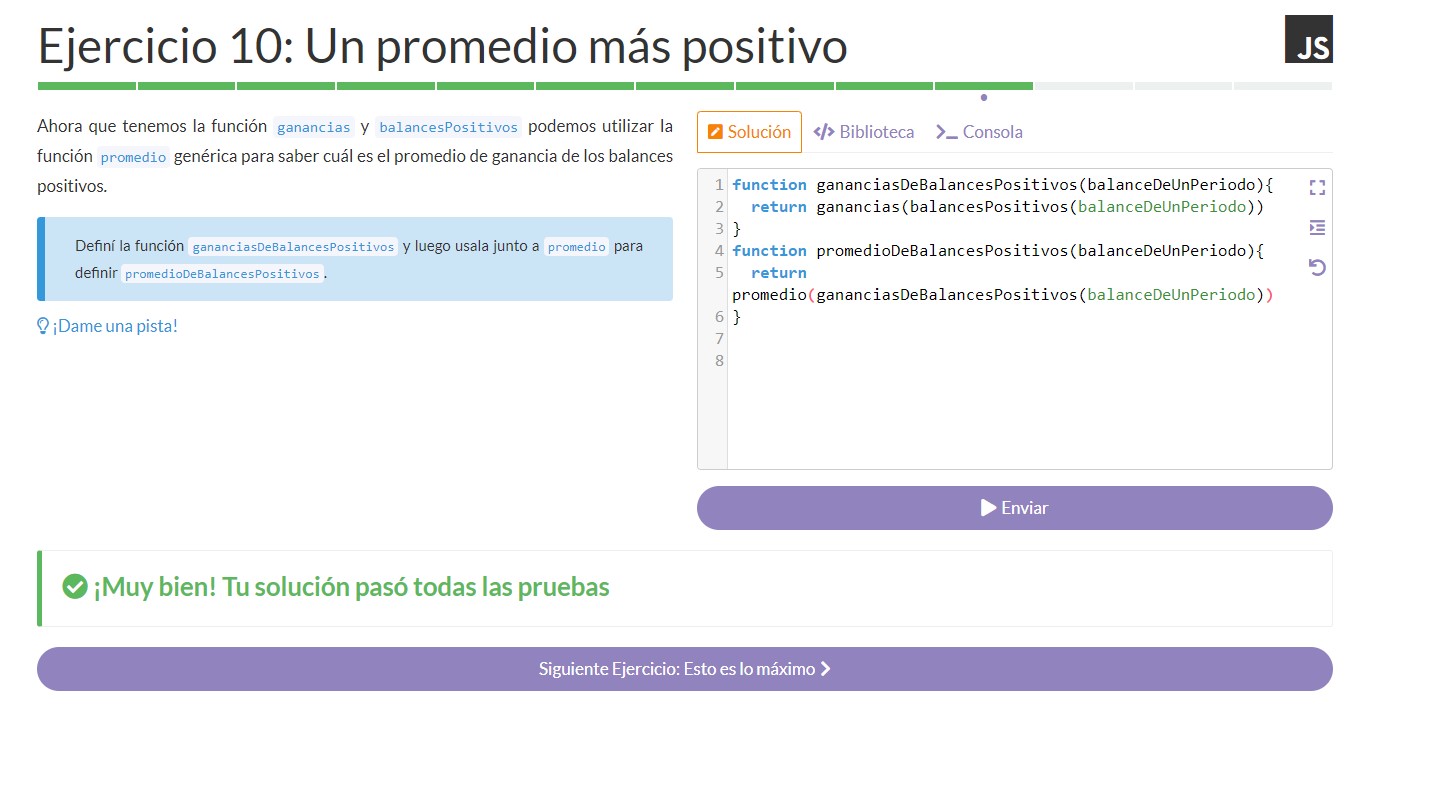 Ejercicio 10: Un promedio más positivo
JS
Ahora que tenemos la función ganancias y balancesPositivos podemos utilizar la
función promedio genérica para saber cuál es el promedio de ganancia de los balances
positivos.
Definí la función gananciasDeBalancesPositivos y luego usala junto a promedio para
definir promedioDeBalancesPositivos.
¡Dame una pista!
Solución
Biblioteca
Consola
1 function gananciasDeBalancesPositivos(balanceDeUnPeriodo){
2   return ganancias(balancesPositivos(balanceDeUnPeriodo))
3 }
4 function promedioDeBalancesPositivos(balanceDeUnPeriodo){
5   return
promedio(gananciasDeBalancesPositivos(balanceDeUnPeriodo))
6 }
7
8
Enviar
¡Muy bien! Tu solución pasó todas las pruebas
Siguiente Ejercicio: Esto es lo máximo